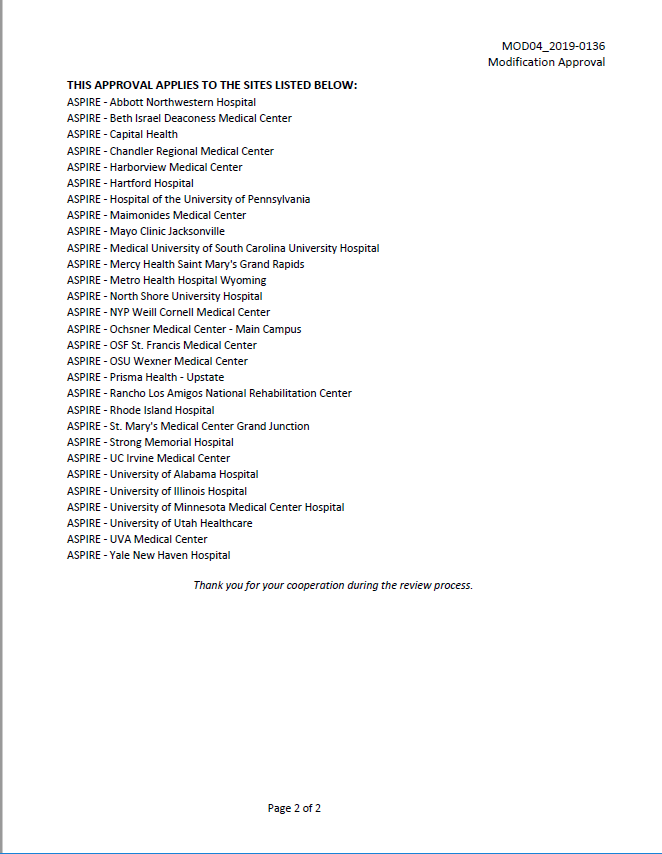 MOD04_2019-0136
Modification Approval
THIS APPROVAL APPLIES TO THE SITES LISTED BELOW:
ASPIRE - Abbott Northwestern Hospital
ASPIRE - Beth Israel Deaconess Medical Center
ASPIRE - Capital Health
ASPIRE - Chandler Regional Medical Center
ASPIRE - Harborview Medical Center
ASPIRE - Hartford Hospital
ASPIRE - Hospital of the University of Pennsylvania
ASPIRE - Maimonides Medical Center
ASPIRE - Mayo Clinic Jacksonville
ASPIRE - Medical University of South Carolina University Hospital
ASPIRE - Mercy Health Saint Mary's Grand Rapids
ASPIRE - Metro Health Hospital Wyoming
ASPIRE - North Shore University Hospital
ASPIRE - NYP Weill Cornell Medical Center
ASPIRE - Ochsner Medical Center - Main Campus
ASPIRE - OSF St. Francis Medical Center
ASPIRE - OSU Wexner Medical Center
ASPIRE - Prisma Health - Upstate
ASPIRE - Rancho Los Amigos National Rehabilitation Center
ASPIRE - Rhode Island Hospital
ASPIRE - St. Mary's Medical Center Grand Junction
ASPIRE - Strong Memorial Hospital
ASPIRE - UC Irvine Medical Center
ASPIRE - University of Alabama Hospital
ASPIRE - University of Illinois Hospital
ASPIRE - University of Minnesota Medical Center Hospital
ASPIRE - University of Utah Healthcare
ASPIRE - UVA Medical Center
ASPIRE - Yale New Haven Hospital
Thank you for your cooperation during the review process.
Page 2 of 2